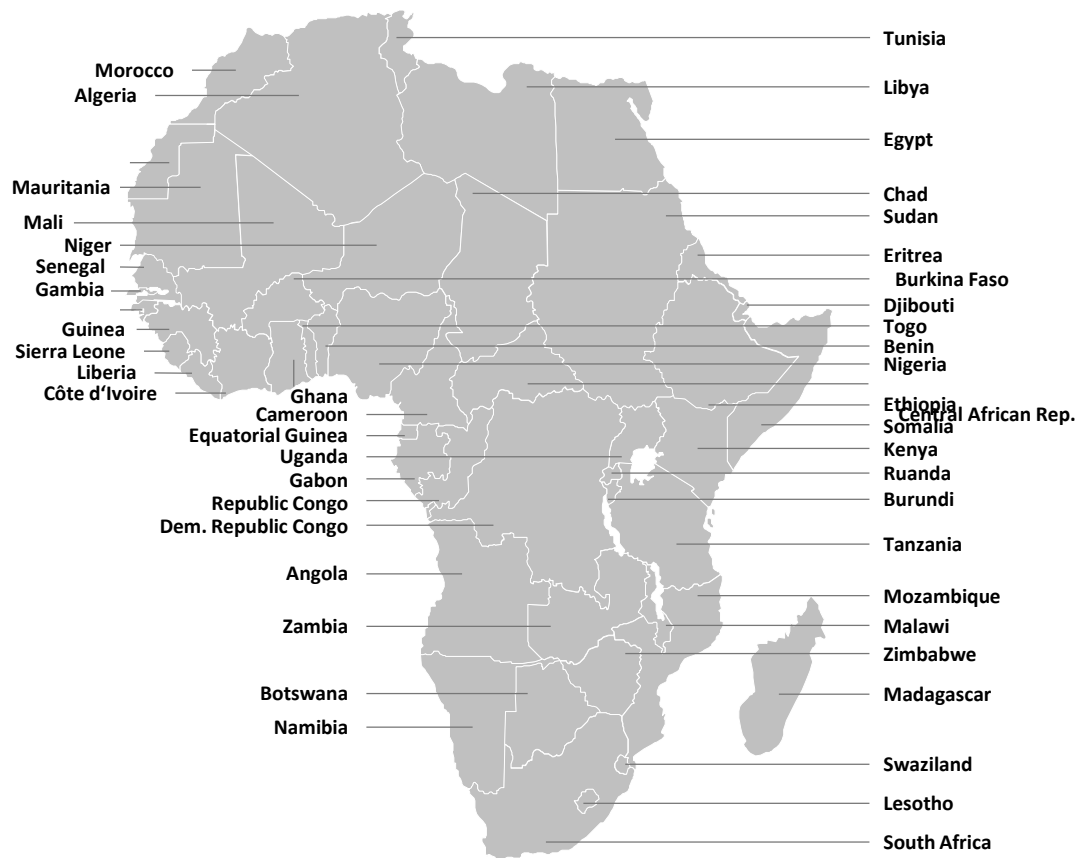 Tunisia
Morocco
Libya
Algeria
Egypt
Mauritania
Chad
Sudan
Mali
Niger
Eritrea
Senegal
Burkina Faso
Gambia
Djibouti
Togo
Guinea
Benin
Sierra Leone
Nigeria
Liberia
Côte d‘Ivoire
Ghana
Ethiopia
Cameroon
Central African Rep.
Somalia
Equatorial Guinea
Kenya
Uganda
Ruanda
Gabon
Burundi
Republic Congo
Dem. Republic Congo
Tanzania
Angola
Mozambique
Zambia
Malawi
Zimbabwe
Botswana
Madagascar
Namibia
Swaziland
Lesotho
South Africa